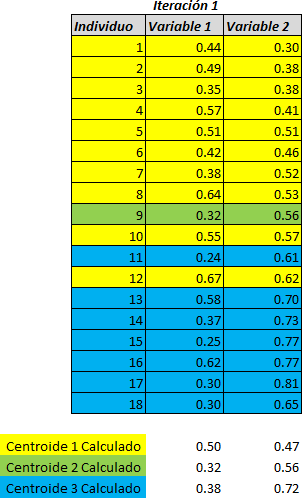 Iteración 1
Individuo Variable 1 Variable 2
1 0.44 0.30
2 0.49 0.38
3 0.35 0.38
4 0.57 0.41
5 0.51 0.51
6 0.42 0.46
7 0.38 0.52
8 0.64 0.53
9 0.32 0.56
10 0.55 0.57
11 0.24 0.61
12 0.67 0.62
13 0.58 0.70
14 0.37 0.73
15 0.25 0.77
16 0.62 0.77
17 0.30 0.81
18 0.30 0.65
Centroide 1 Calculado 0.50 0.47
Centroide 2 Calculado 0.32 0.56
Centroide 3 Calculado 0.38 0.72